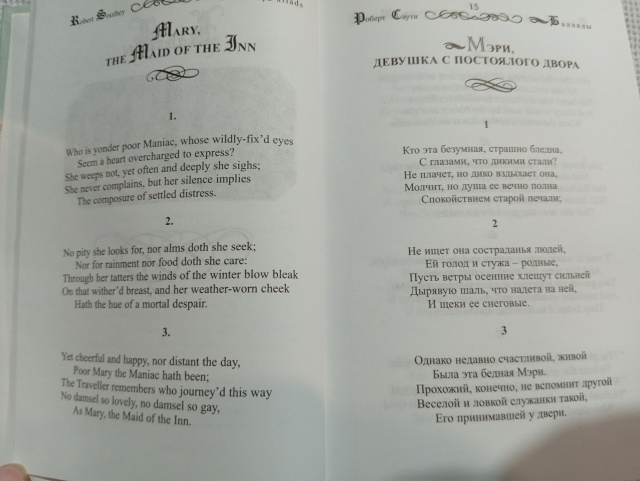 Robert Southey
Mary,
the Maid of the Inn
1.
Who is yonder poor Maniac, whose wildly-fix'd eyes
Seem a heart overcharged to express?
She weeps not, yet often and deeply she sighs;
She never complains, but her silence implies
The composure of settled distress.
2.
No pity she looks for, nor alms doth she seek;
Nor for rainment nor food doth she care:
Through her tatters the winds of the winter blow bleak
On that wither'd breast, and her weather-worn cheek
Hath the hue of a mortal despair.
3.
Yet cheerful and happy, nor distant the day,
Poor Mary the Maniac hath been;
The Traveller remembers who journey'd this way
No damsel so lovely, no damsel so gay,
As Mary, the Maid of the Inn.
15
Роберт Саути Баллады
Мэри,
девушка с постоялого двора
1
Кто эта безумная, страшно бледна,
С глазами, что дикими стали?
Не плачет, но дико вздыхает она,
Молчит, но душа ее вечно полна
Спокойствием старой печали;
2
Не ищет она состраданья людей,
Ей голод и стужа – родные,
Пусть ветры осенние хлещут сильней
Дырявую шаль, что надета на ней,
И щеки ее снеговые.
3
Однако недавно счастливой, живой
Была эта бедная Мэри.
Прохожий, конечно, не вспомнит другой
Веселой и ловкой служанки такой,
Его принимавшей у двери.